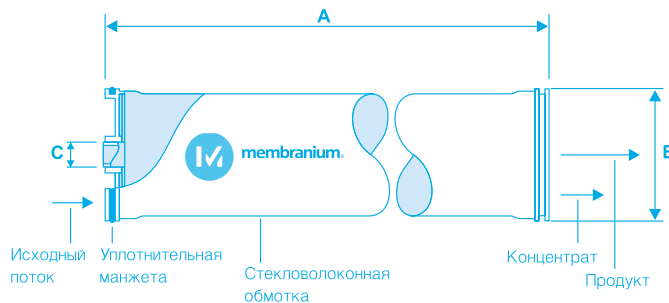 A
C
membranium®
B
Исходный
поток
Уплотнительная
манжета
Стекловолоконная
обмотка
Концентрат
Продукт